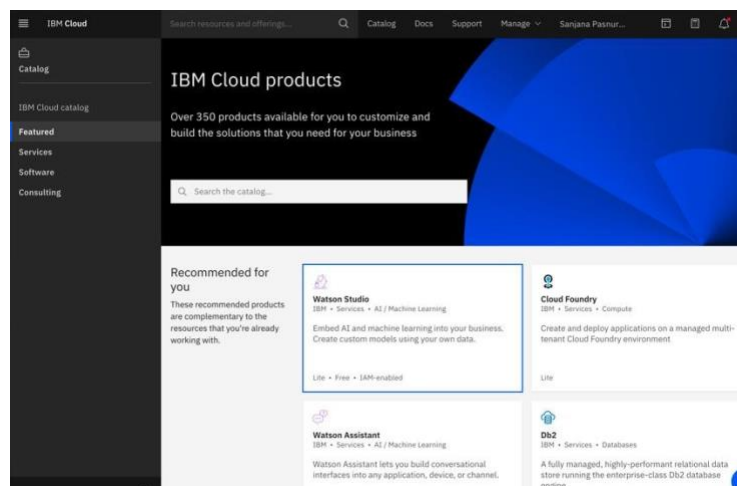 IBM Cloud
Search resources and offerings...
Catalog
Docs
Support
Manage
Sanjana Pasnur...
Catalog
IBM Cloud catalog
Featured
Services
Software
Consulting
IBM Cloud products
Over 350 products available for you to customize and
build the solutions that you need for your business
Search the catalog...
Recommended for
you
These recommended products
are complementary to the
resources that you're already
working with.
Watson Studio
IBM • Services • AI / Machine Learning
Embed AI and machine learning into your business.
Create custom models using your own data.
Lite • Free • IAM-enabled
Cloud Foundry
IBM • Services • Compute
Create and deploy applications on a managed multi-
tenant Cloud Foundry environment
Lite
Watson Assistant
IBM • Services • AI / Machine Learning
Watson Assistant lets you build conversational
interfaces into any application, device, or channel.
Db2
IBM • Services • Databases
A fully managed, highly-performant relational data
store running the enterprise-class Db2 database